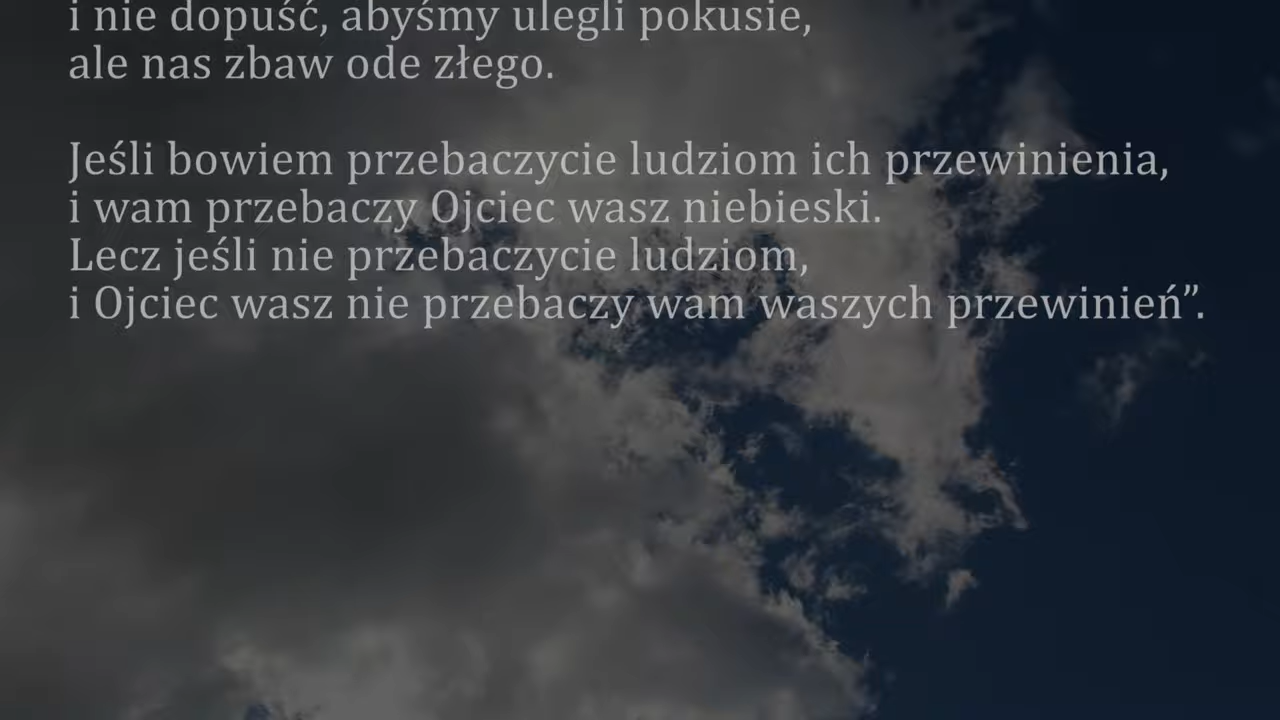 i nie dopuść, abyśmy ulegli pokusie,
ale nas zbaw ode złego.
Jeśli bowiem przebaczycie ludziom ich przewinienia,
i wam przebaczy Ojciec wasz niebieski.
Lecz jeśli nie przebaczycie ludziom,
i Ojciec wasz nie przebaczy wam waszych przewinień”.